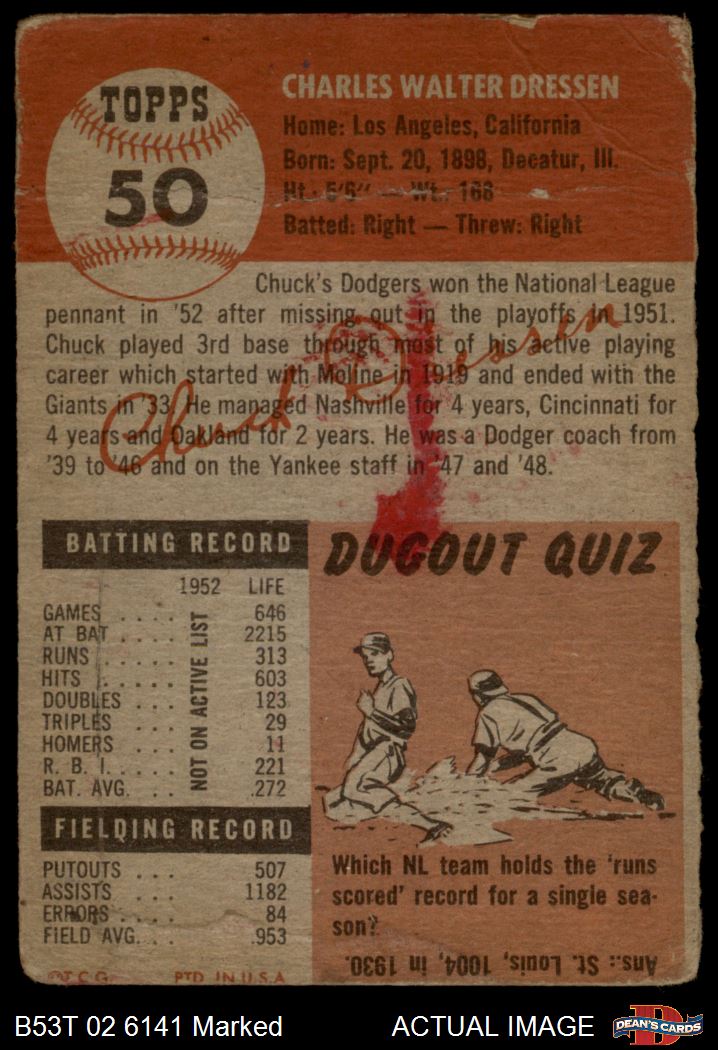 TOPPS
50
CHARLES WALTER DRESSEN
Home: Los Angeles, California
Born: Sept. 20, 1898, Decatur, Ill.
Ht.: 5'5" — Wt.: 168
Batted: Right — Threw: Right
Chuck's Dodgers won the National League
pennant in '52 after missing out in the playoffs in 1951.
Chuck played 3rd base through most of his active playing
career which started with Moline in 1919 and ended with the
Giants in '33. He managed Nashville for 4 years, Cincinnati for
4 years and Oakland for 2 years. He was a Dodger coach from
'39 to '46 and on the Yankee staff in '47 and '48.
Chuck Dressen
BATTING RECORD
1952 LIFE
NOT ON ACTIVE LIST
GAMES . . . . 646
AT BAT . . . . 2215
RUNS . . . . . 313
HITS . . . . . 603
DOUBLES . . . . 123
TRIPLES . . . . 29
HOMERS . . . . 11
R. B. I. . . . . 221
BAT. AVG. . . . .272
FIELDING RECORD
PUTOUTS . . . 507
ASSISTS . . . 1182
ERRORS . . . . 84
FIELD AVG. . . .953
©T.C.G. PTD. IN U.S.A.
DUGOUT QUIZ
Which NL team holds the 'runs
scored' record for a single sea-
son?
Ans.: St. Louis, 1004, in 1930.
B53T 02 6141 Marked
ACTUAL IMAGE
D
DEAN'S CARDS